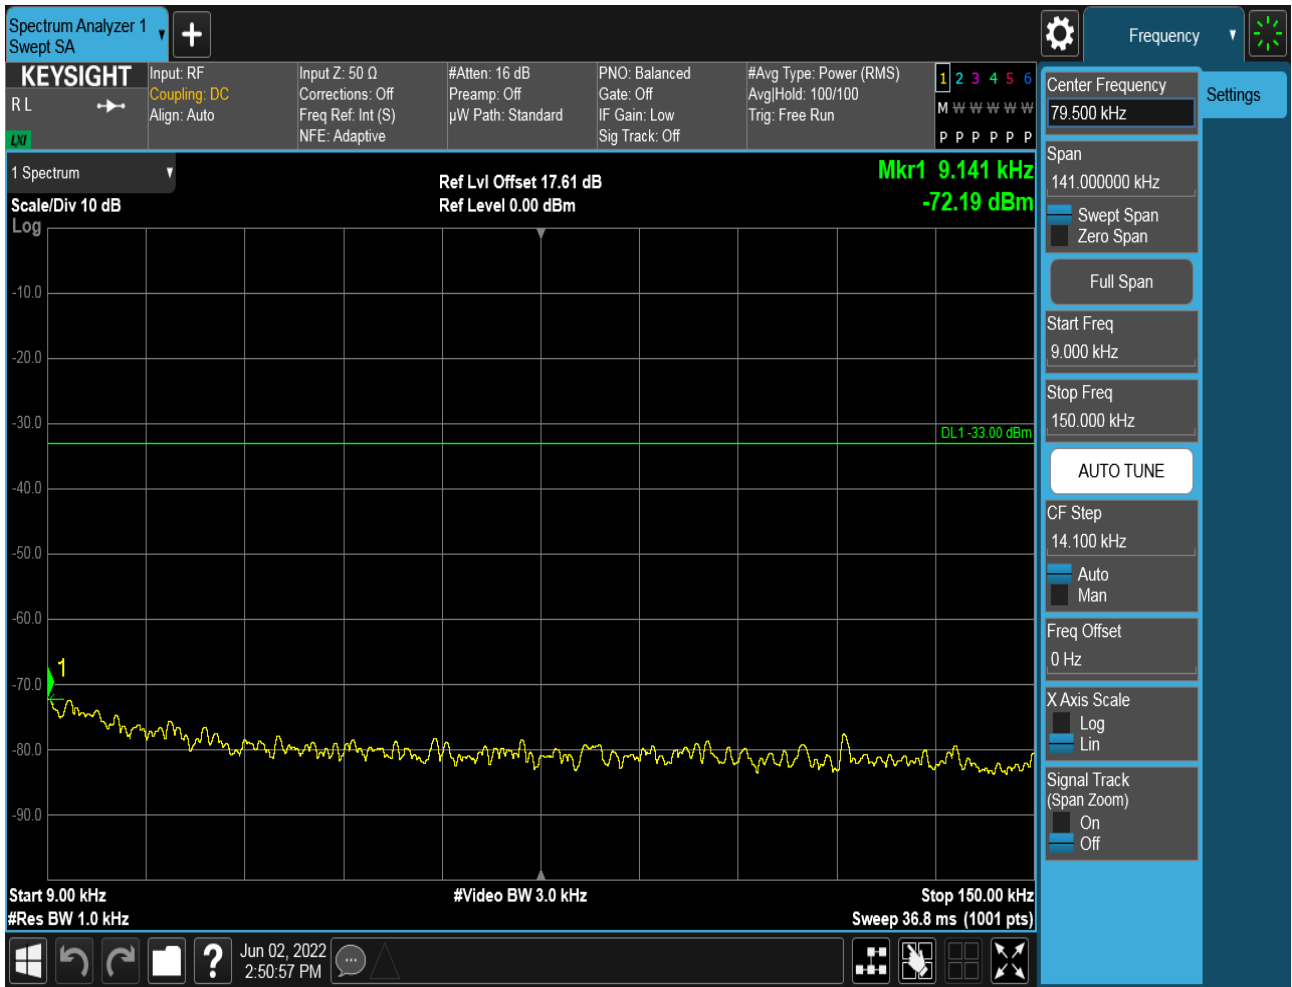 Spectrum Analyzer 1
Swept SA
Frequency
KEYSIGHT
R L
LXI
Input: RF
Coupling: DC
Align: Auto
Input Z: 50 Ω
Corrections: Off
Freq Ref: Int (S)
NFE: Adaptive
#Atten: 16 dB
Preamp: Off
µW Path: Standard
PNO: Balanced
Gate: Off
IF Gain: Low
Sig Track: Off
#Avg Type: Power (RMS)
Avg|Hold: 100/100
Trig: Free Run
1 2 3 4 5 6
M W W W W W
P P P P P P
1 Spectrum
Scale/Div 10 dB
Log
Ref Lvl Offset 17.61 dB
Ref Level 0.00 dBm
Mkr1 9.141 kHz
-72.19 dBm
-10.0
-20.0
-30.0
DL1 -33.00 dBm
-40.0
-50.0
-60.0
1
-70.0
-80.0
-90.0
Start 9.00 kHz
#Video BW 3.0 kHz
Stop 150.00 kHz
#Res BW 1.0 kHz
Sweep 36.8 ms (1001 pts)
?
Jun 02, 2022
2:50:57 PM
Center Frequency
79.500 kHz
Settings
Span
141.000000 kHz
Swept Span
Zero Span
Full Span
Start Freq
9.000 kHz
Stop Freq
150.000 kHz
AUTO TUNE
CF Step
14.100 kHz
Auto
Man
Freq Offset
0 Hz
X Axis Scale
Log
Lin
Signal Track
(Span Zoom)
On
Off